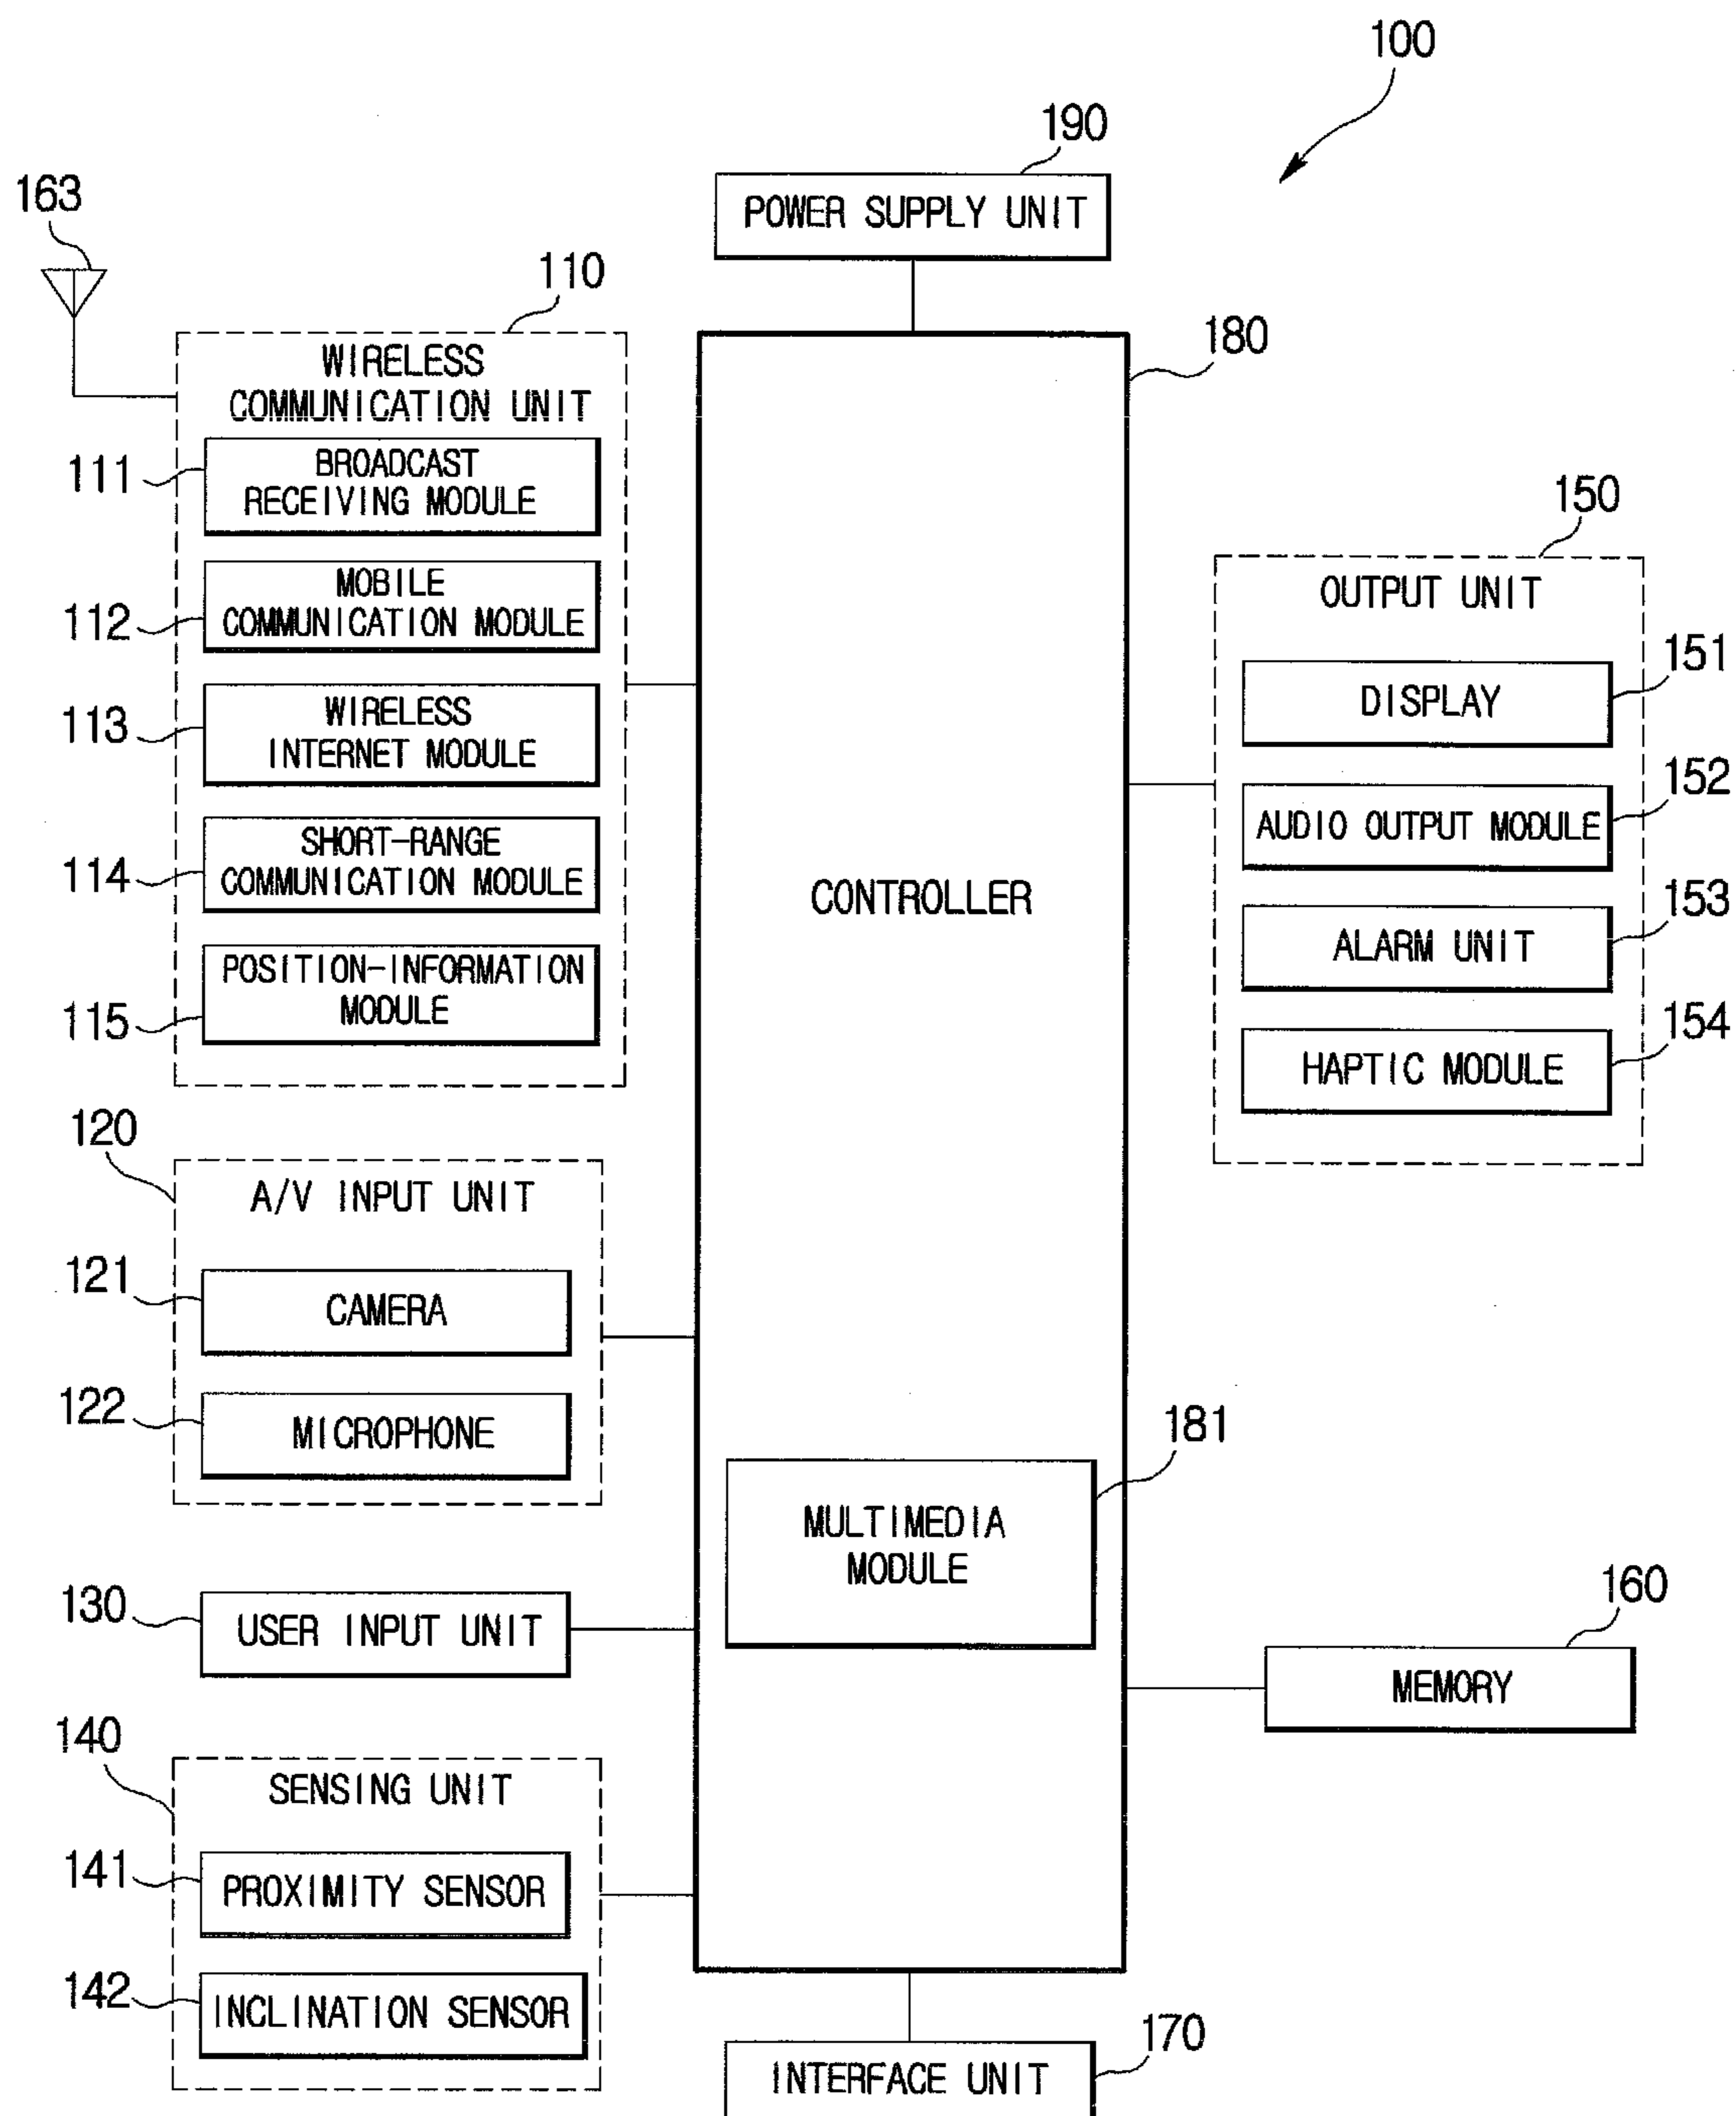 100
190
POWER SUPPLY UNIT
163
110
WIRELESS
COMMUNICATION UNIT
180
111
BROADCAST
RECEIVING MODULE
112
MOBILE
COMMUNICATION MODULE
113
WIRELESS
INTERNET MODULE
114
SHORT-RANGE
COMMUNICATION MODULE
115
POSITION-INFORMATION
MODULE
CONTROLLER
150
OUTPUT UNIT
151
DISPLAY
152
AUDIO OUTPUT MODULE
153
ALARM UNIT
154
HAPTIC MODULE
120
A/V INPUT UNIT
121
CAMERA
122
MICROPHONE
181
MULTIMEDIA
MODULE
130
USER INPUT UNIT
160
MEMORY
140
SENSING UNIT
141
PROXIMITY SENSOR
142
INCLINATION SENSOR
170
INTERFACE UNIT